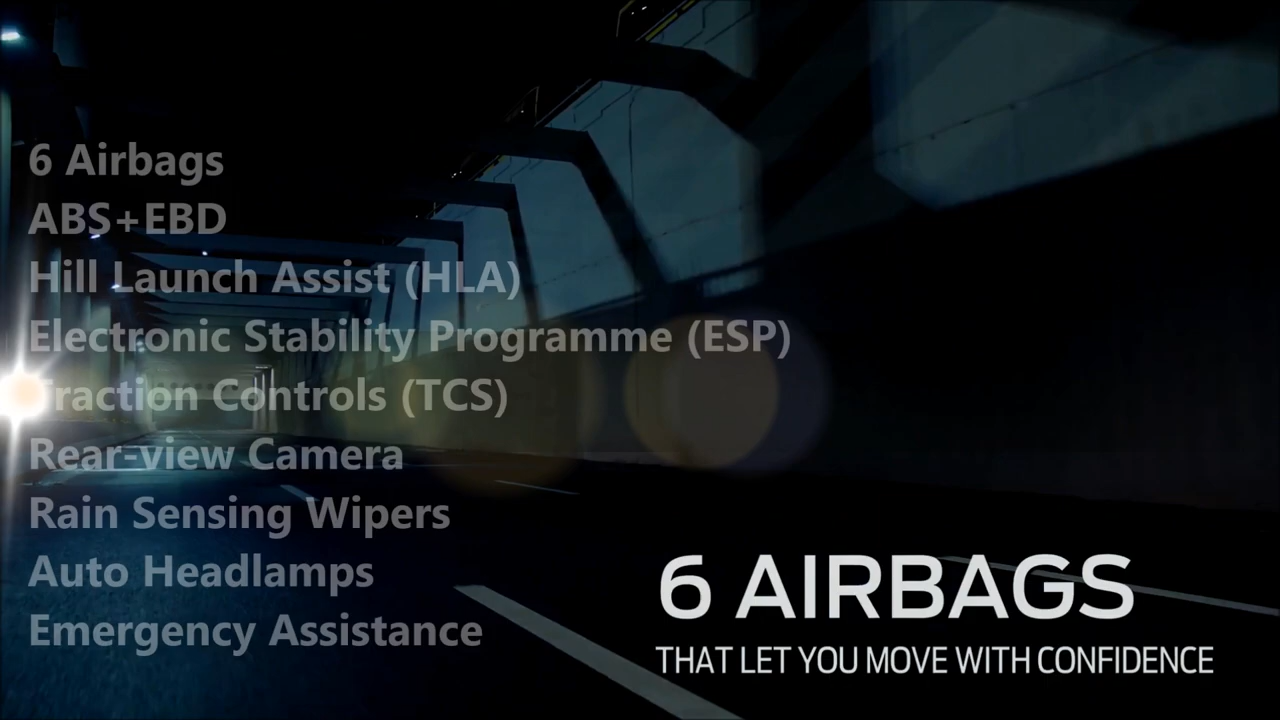 6 Airbags
ABS+EBD
Hill Launch Assist (HLA)
Electronic Stability Programme (ESP)
Traction Controls (TCS)
Rear-view Camera
Rain Sensing Wipers
Auto Headlamps
Emergency Assistance
6 AIRBAGS
THAT LET YOU MOVE WITH CONFIDENCE